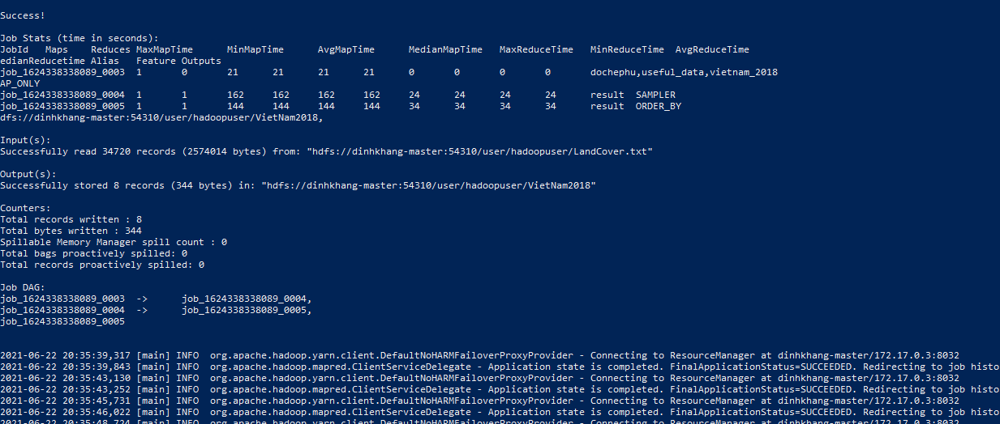 Success!
Job Stats (time in seconds):
JobId Maps Reduces MaxMapTime MinMapTime AvgMapTime MedianMapTime MaxReduceTime MinReduceTime AvgReduceTime
edianReducetime Alias Feature Outputs
job_1624338338089_0003 1 0 21 21 21 21 0 0 0 0 dochephu,useful_data,vietnam_2018
AP_ONLY
job_1624338338089_0004 1 1 162 162 162 162 24 24 24 24 result SAMPLER
job_1624338338089_0005 1 1 144 144 144 144 34 34 34 34 result ORDER_BY
dfs://dinhkhang-master:54310/user/hadoopuser/VietNam2018,
Input(s):
Successfully read 34720 records (2574014 bytes) from: "hdfs://dinhkhang-master:54310/user/hadoopuser/LandCover.txt"
Output(s):
Successfully stored 8 records (344 bytes) in: "hdfs://dinhkhang-master:54310/user/hadoopuser/VietNam2018"
Counters:
Total records written : 8
Total bytes written : 344
Spillable Memory Manager spill count : 0
Total bags proactively spilled: 0
Total records proactively spilled: 0
Job DAG:
job_1624338338089_0003 -> job_1624338338089_0004,
job_1624338338089_0004 -> job_1624338338089_0005,
job_1624338338089_0005
2021-06-22 20:35:39,317 [main] INFO org.apache.hadoop.yarn.client.DefaultNoHARMFailoverProxyProvider - Connecting to ResourceManager at dinhkhang-master/172.17.0.3:8032
2021-06-22 20:35:39,843 [main] INFO org.apache.hadoop.mapred.ClientServiceDelegate - Application state is completed. FinalApplicationStatus=SUCCEEDED. Redirecting to job histo
2021-06-22 20:35:43,130 [main] INFO org.apache.hadoop.yarn.client.DefaultNoHARMFailoverProxyProvider - Connecting to ResourceManager at dinhkhang-master/172.17.0.3:8032
2021-06-22 20:35:43,252 [main] INFO org.apache.hadoop.mapred.ClientServiceDelegate - Application state is completed. FinalApplicationStatus=SUCCEEDED. Redirecting to job histo
2021-06-22 20:35:45,731 [main] INFO org.apache.hadoop.yarn.client.DefaultNoHARMFailoverProxyProvider - Connecting to ResourceManager at dinhkhang-master/172.17.0.3:8032
2021-06-22 20:35:46,022 [main] INFO org.apache.hadoop.mapred.ClientServiceDelegate - Application state is completed. FinalApplicationStatus=SUCCEEDED. Redirecting to job histo
2021-06-22 20:35:48,724 [main] INFO org.apache.hadoop.yarn.client.DefaultNoHARMFailoverProxyProvider - Connecting to ResourceManager at dinhkhang-master/172.17.0.3:8032